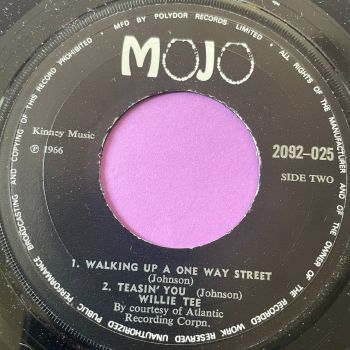 MFD BY POLYDOR RECORDS LIMITED · ALL RIGHTS OF THE MANUFACTURER AND OF THE OWNER OF THE RECORDED WORK RESERVED · UNAUTHORIZED PUBLIC PERFORMANCE BROADCASTING AND COPYING OF THIS RECORD PROHIBITED ·
MOJO
Kinney Music
℗ 1966
2092-025
SIDE TWO
1. WALKING UP A ONE WAY STREET
(Johnson)
2. TEASIN' YOU (Johnson)
WILLIE TEE
By courtesy of Atlantic
Recording Corpn.